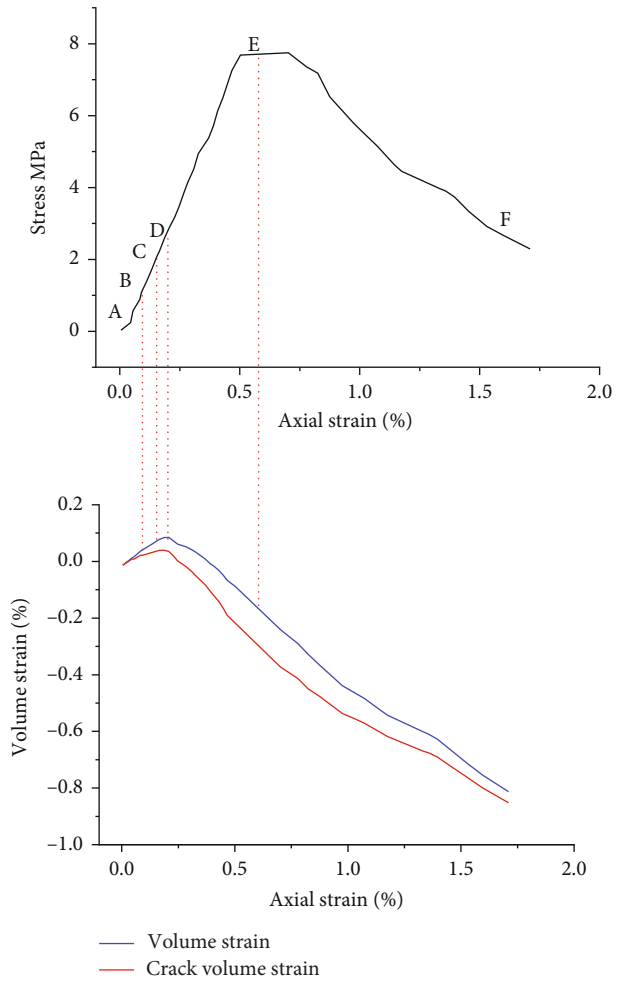 8
E
6
Stress MPa
4
D
F
C
2
B
A
0
0.0 0.5 1.0 1.5 2.0
Axial strain (%)
0.2
0.0
–0.2
Volume strain (%)
–0.4
–0.6
–0.8
–1.0
0.0 0.5 1.0 1.5 2.0
Axial strain (%)
Volume strain
Crack volume strain